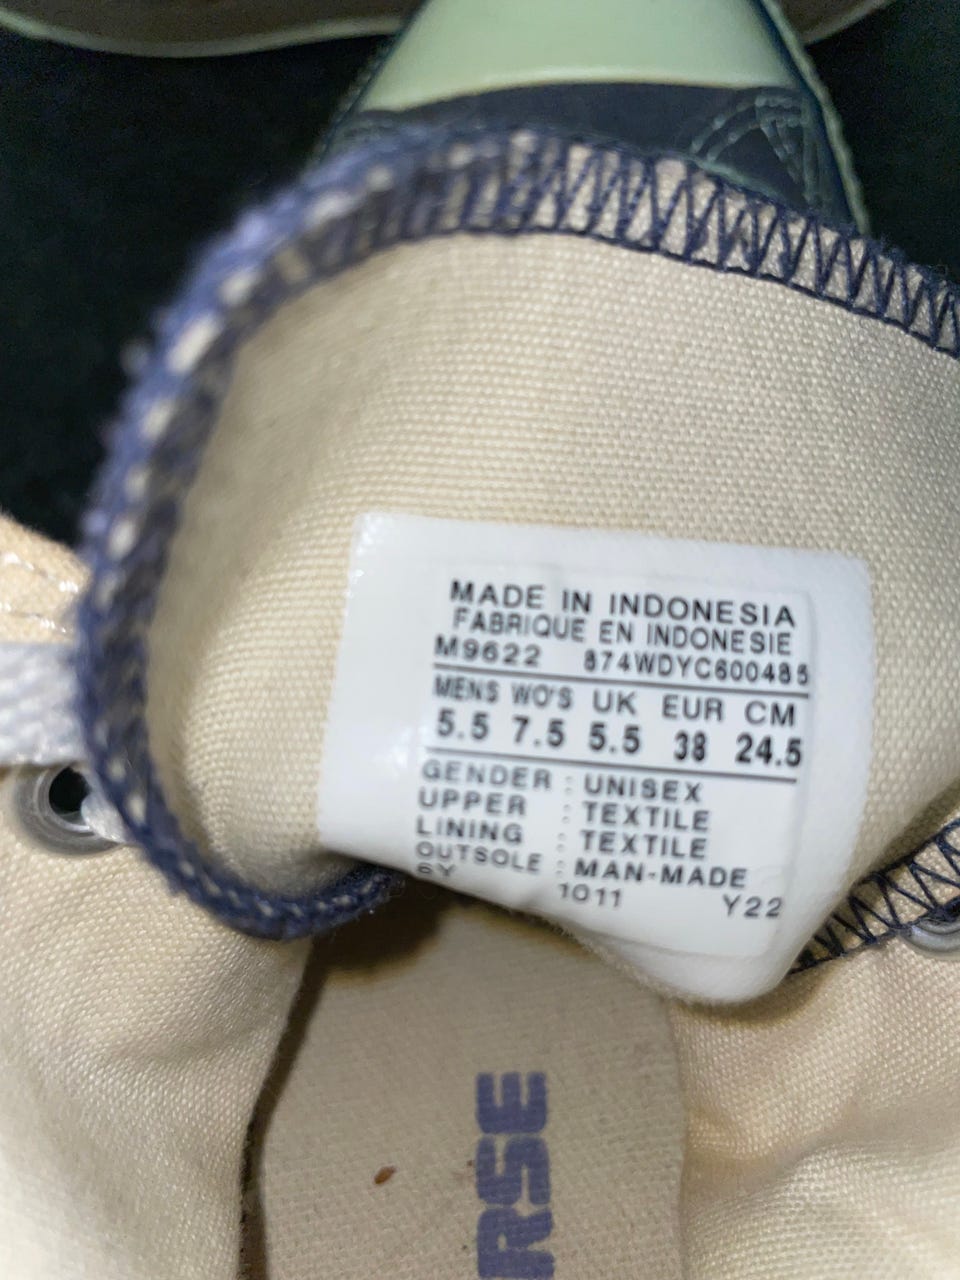 MADE IN INDONESIA
FABRIQUE EN INDONESIE
M9622 874WDYC600485
MENS WO'S UK EUR CM
5.5 7.5 5.5 38 24.5
GENDER : UNISEX
UPPER : TEXTILE
LINING : TEXTILE
OUTSOLE : MAN-MADE
6Y 1011 Y22
RSE